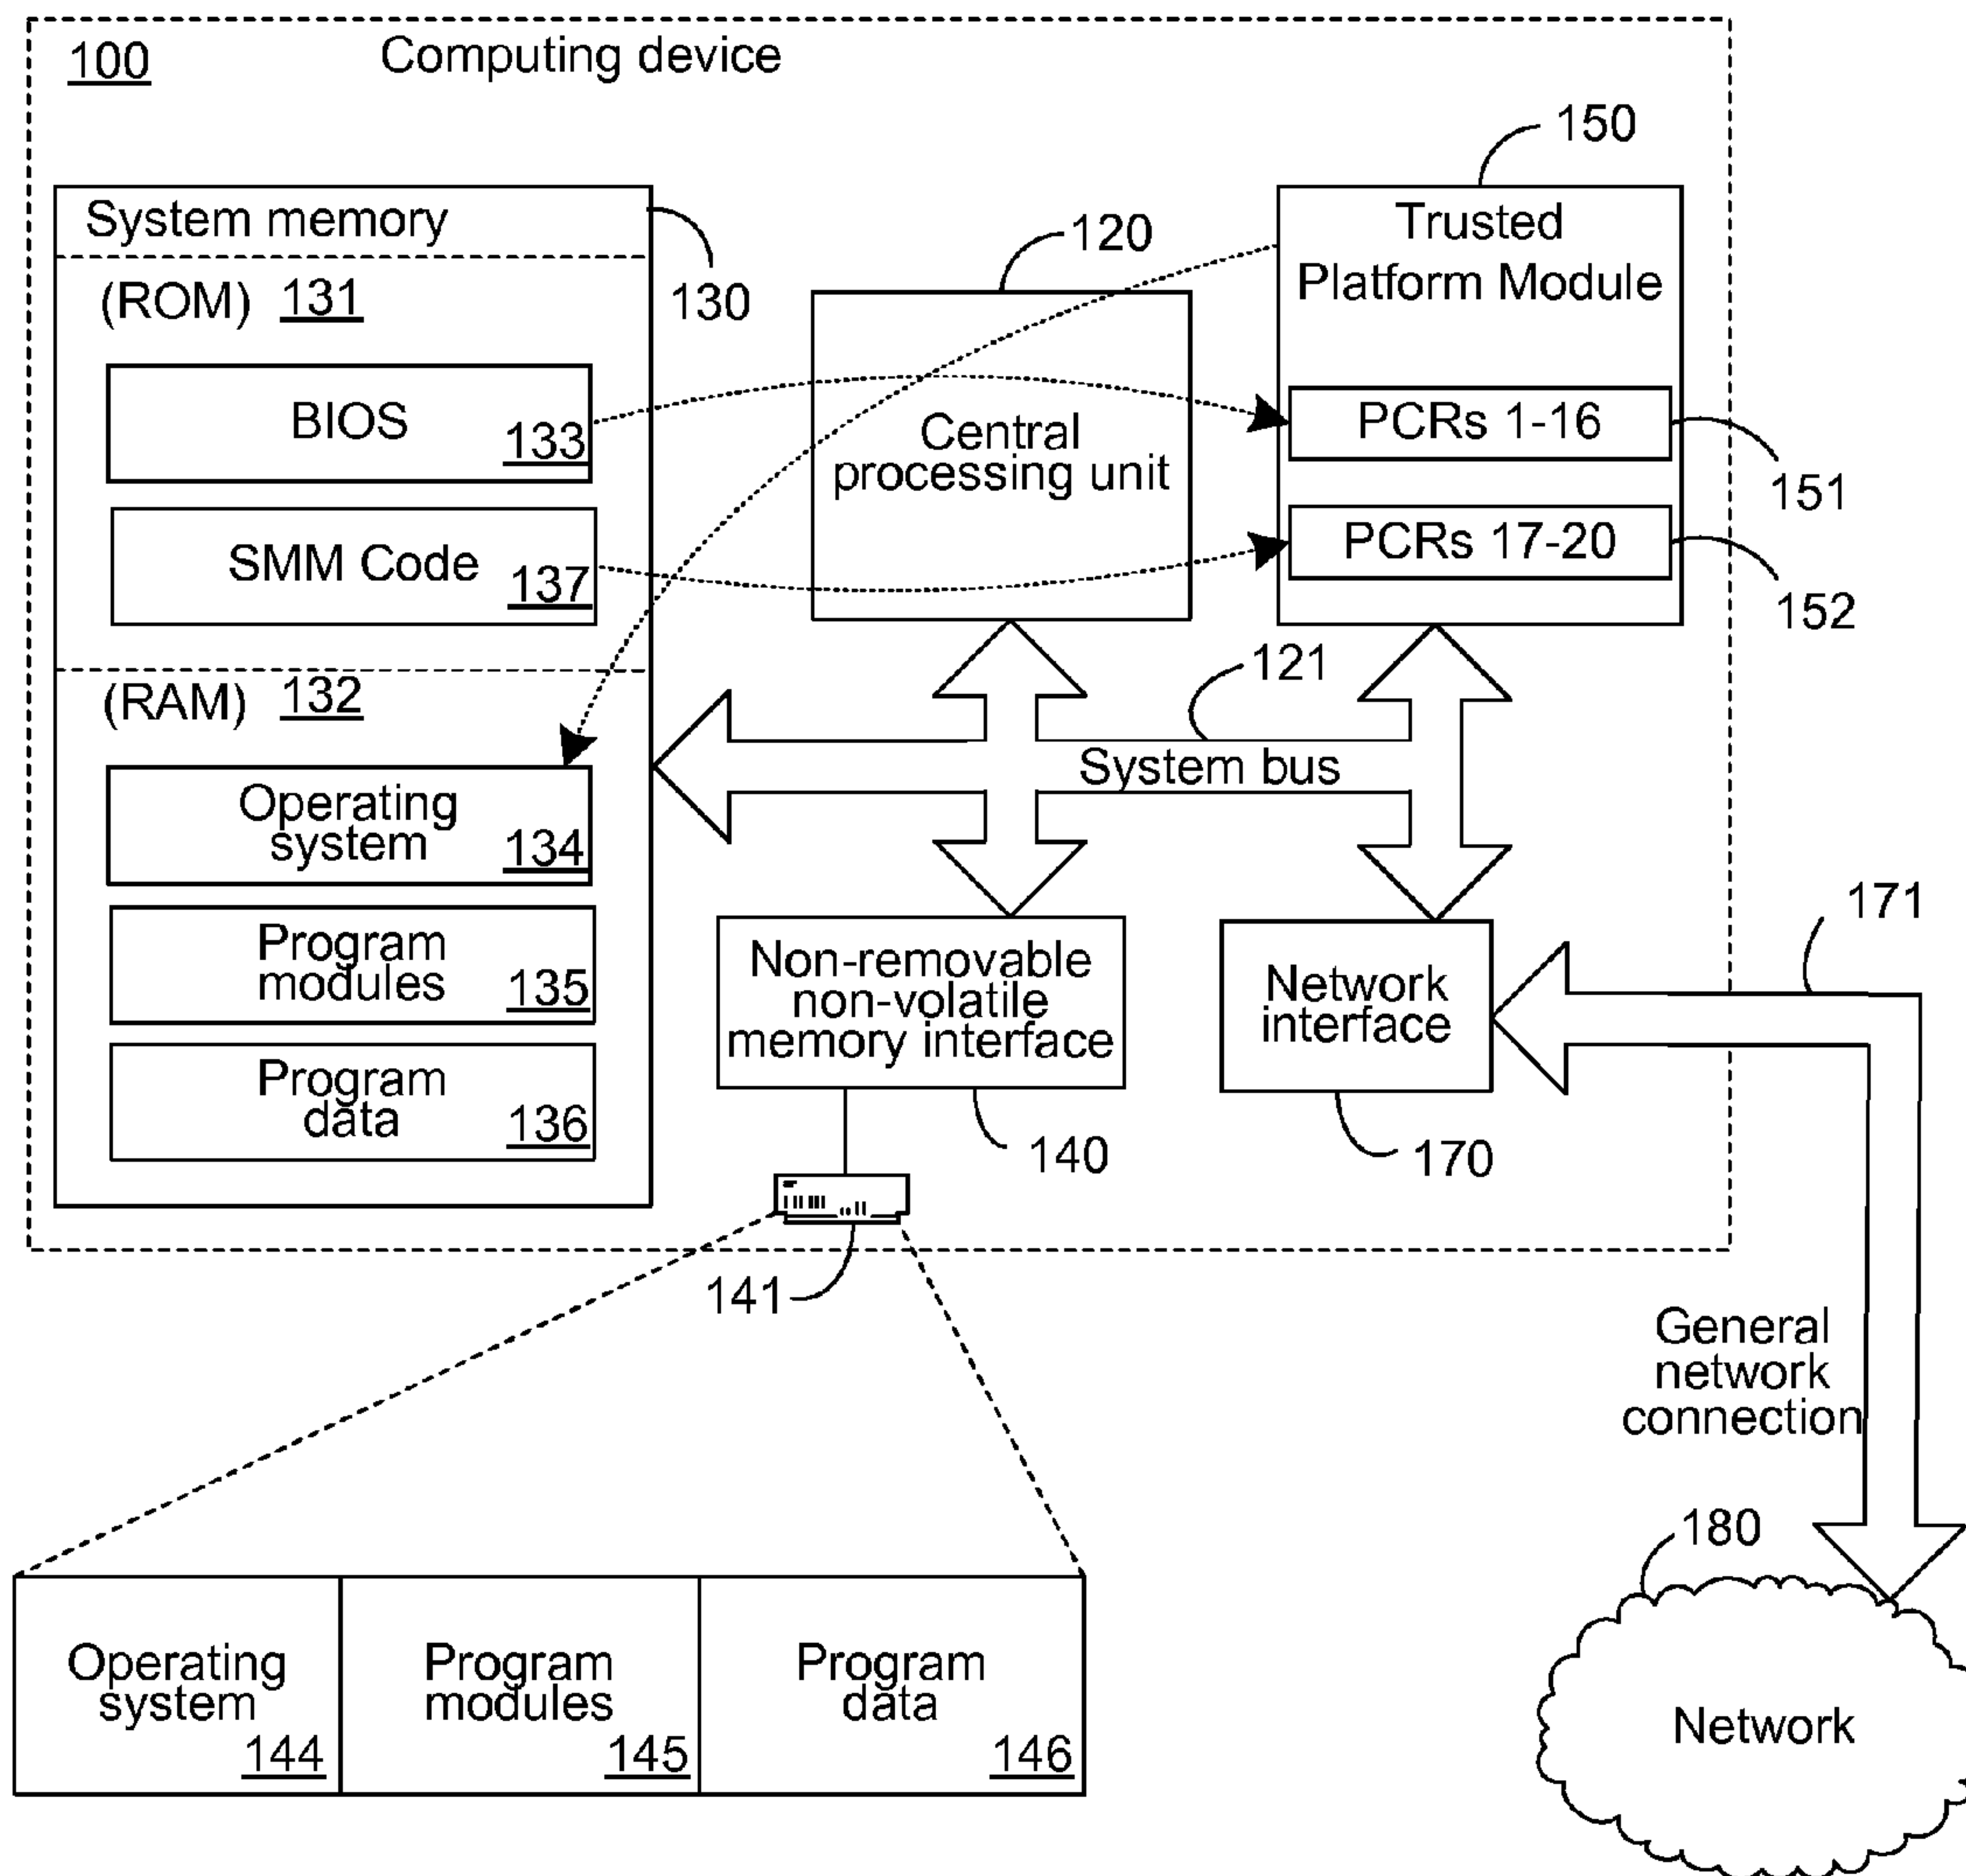 100
Computing device
150
System memory
130
120
Trusted
Platform Module
(ROM) 131
BIOS
133
Central
processing unit
PCRs 1-16
151
SMM Code
137
PCRs 17-20
152
(RAM) 132
121
System bus
Operating
system
134
Program
modules
135
Non-removable
non-volatile
memory interface
Network
interface
171
Program
data
136
140
170
141
General
network
connection
180
Operating
system
144
Program
modules
145
Program
data
146
Network